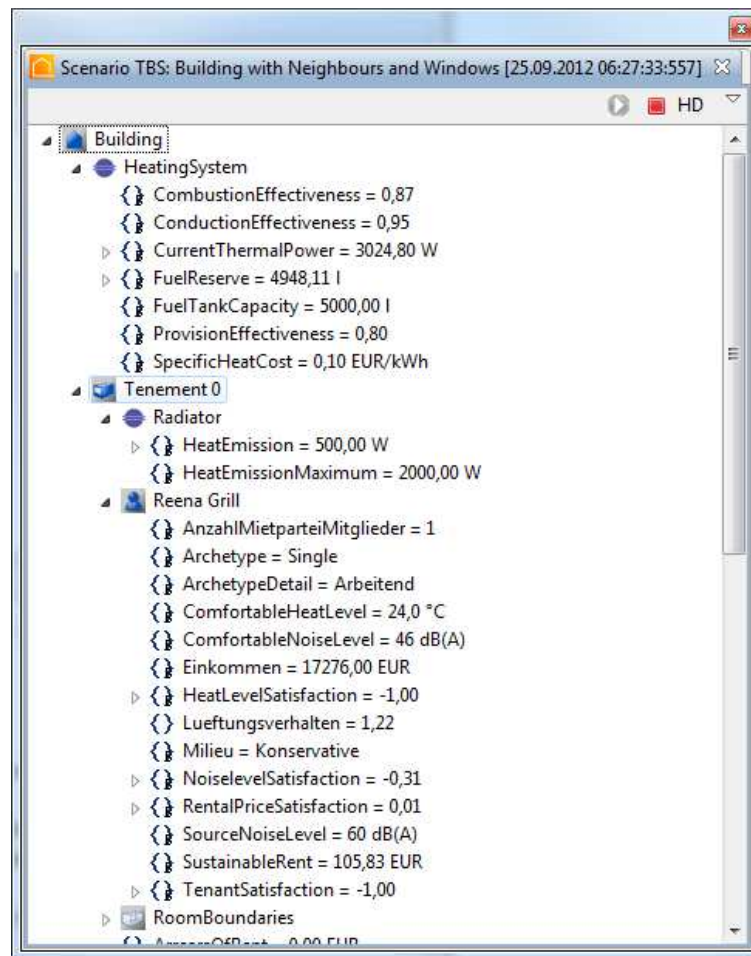 Scenario TBS: Building with Neighbours and Windows [25.09.2012 06:27:33:557]
HD
Building
HeatingSystem
CombustionEffectiveness = 0,87
ConductionEffectiveness = 0,95
CurrentThermalPower = 3024,80 W
FuelReserve = 4948,11 l
FuelTankCapacity = 5000,00 l
ProvisionEffectiveness = 0,80
SpecificHeatCost = 0,10 EUR/kWh
Tenement 0
Radiator
HeatEmission = 500,00 W
HeatEmissionMaximum = 2000,00 W
Reena Grill
AnzahlMietparteiMitglieder = 1
Archetype = Single
ArchetypeDetail = Arbeitend
ComfortableHeatLevel = 24,0 °C
ComfortableNoiseLevel = 46 dB(A)
Einkommen = 17276,00 EUR
HeatLevelSatisfaction = -1,00
Lueftungsverhalten = 1,22
Milieu = Konservative
NoiselevelSatisfaction = -0,31
RentalPriceSatisfaction = 0,01
SourceNoiseLevel = 60 dB(A)
SustainableRent = 105,83 EUR
TenantSatisfaction = -1,00
RoomBoundaries
ArrearsOfRent = 0,00 EUR